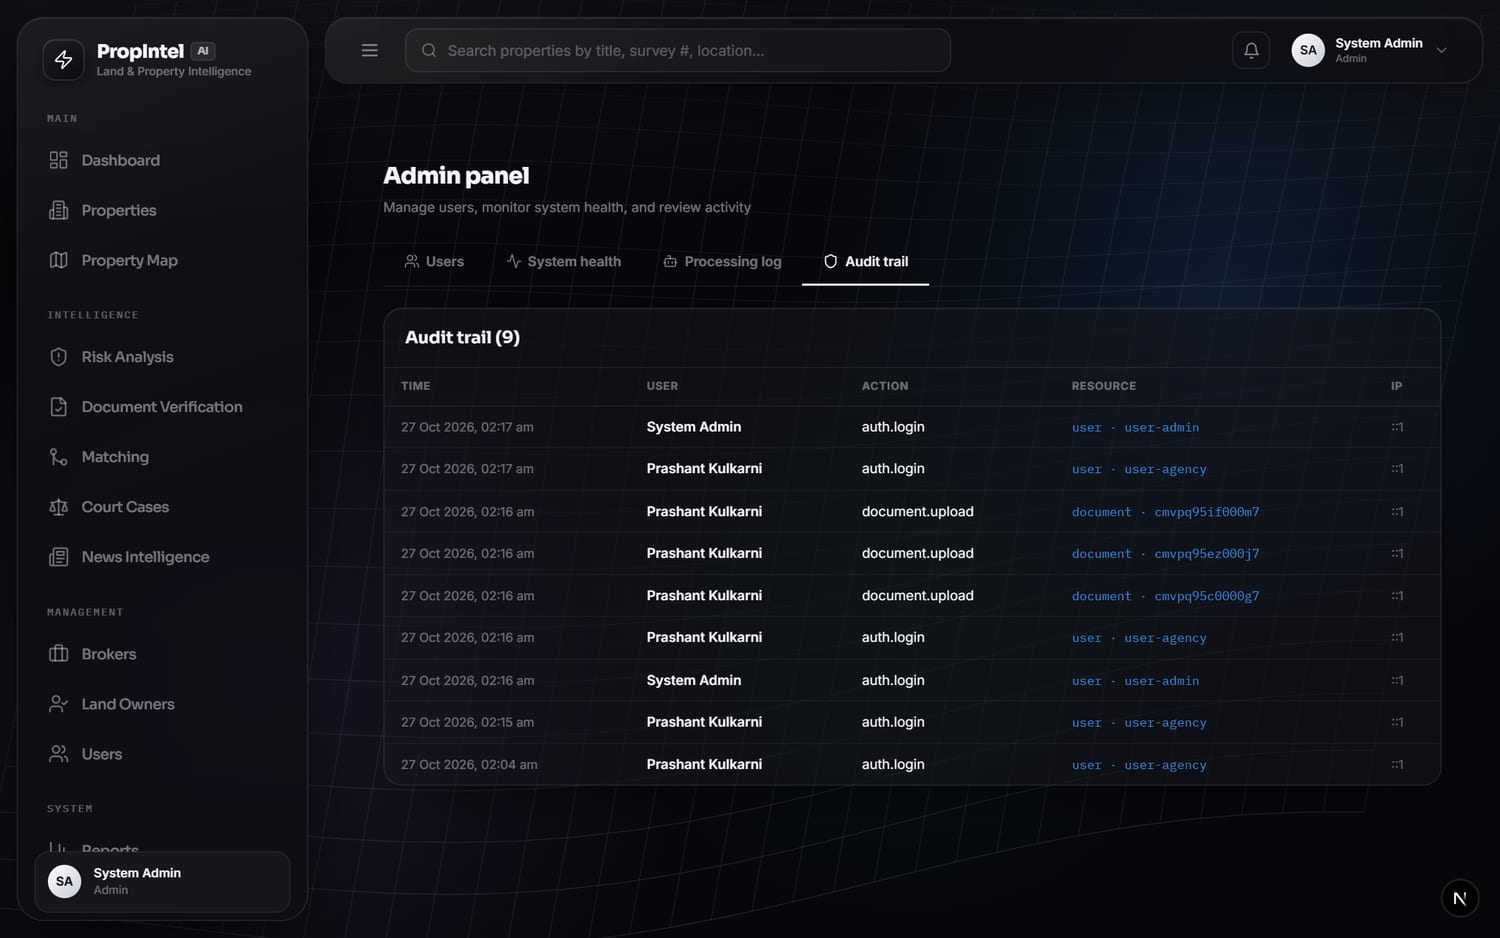 PropIntel AI
Land & Property Intelligence
MAIN
Dashboard
Properties
Property Map
INTELLIGENCE
Risk Analysis
Document Verification
Matching
Court Cases
News Intelligence
MANAGEMENT
Brokers
Land Owners
Users
SYSTEM
Reports
SA System Admin
Admin
Search properties by title, survey #, location...
SA System Admin
Admin
Admin panel
Manage users, monitor system health, and review activity
Users System health Processing log Audit trail
Audit trail (9)
TIME USER ACTION RESOURCE IP
27 Oct 2026, 02:17 am System Admin auth.login user · user-admin ::1
27 Oct 2026, 02:17 am Prashant Kulkarni auth.login user · user-agency ::1
27 Oct 2026, 02:16 am Prashant Kulkarni document.upload document · cmvpq95if000m7 ::1
27 Oct 2026, 02:16 am Prashant Kulkarni document.upload document · cmvpq95ez000j7 ::1
27 Oct 2026, 02:16 am Prashant Kulkarni document.upload document · cmvpq95c0000g7 ::1
27 Oct 2026, 02:16 am Prashant Kulkarni auth.login user · user-agency ::1
27 Oct 2026, 02:16 am System Admin auth.login user · user-admin ::1
27 Oct 2026, 02:15 am Prashant Kulkarni auth.login user · user-agency ::1
27 Oct 2026, 02:04 am Prashant Kulkarni auth.login user · user-agency ::1
N